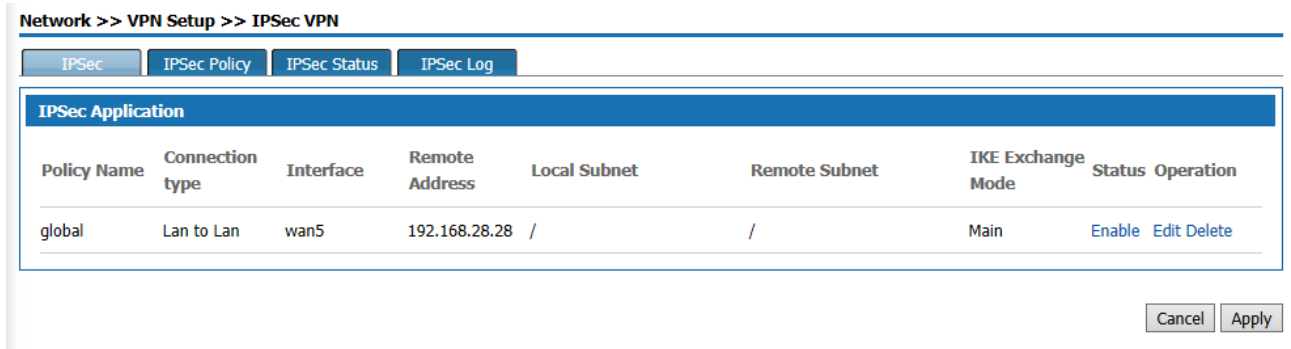 Network >> VPN Setup >> IPSec VPN
IPSec IPSec Policy IPSec Status IPSec Log
IPSec Application
Policy Name Connection type Interface Remote Address Local Subnet Remote Subnet IKE Exchange Mode Status Operation
global Lan to Lan wan5 192.168.28.28 / / Main Enable Edit Delete
Cancel Apply